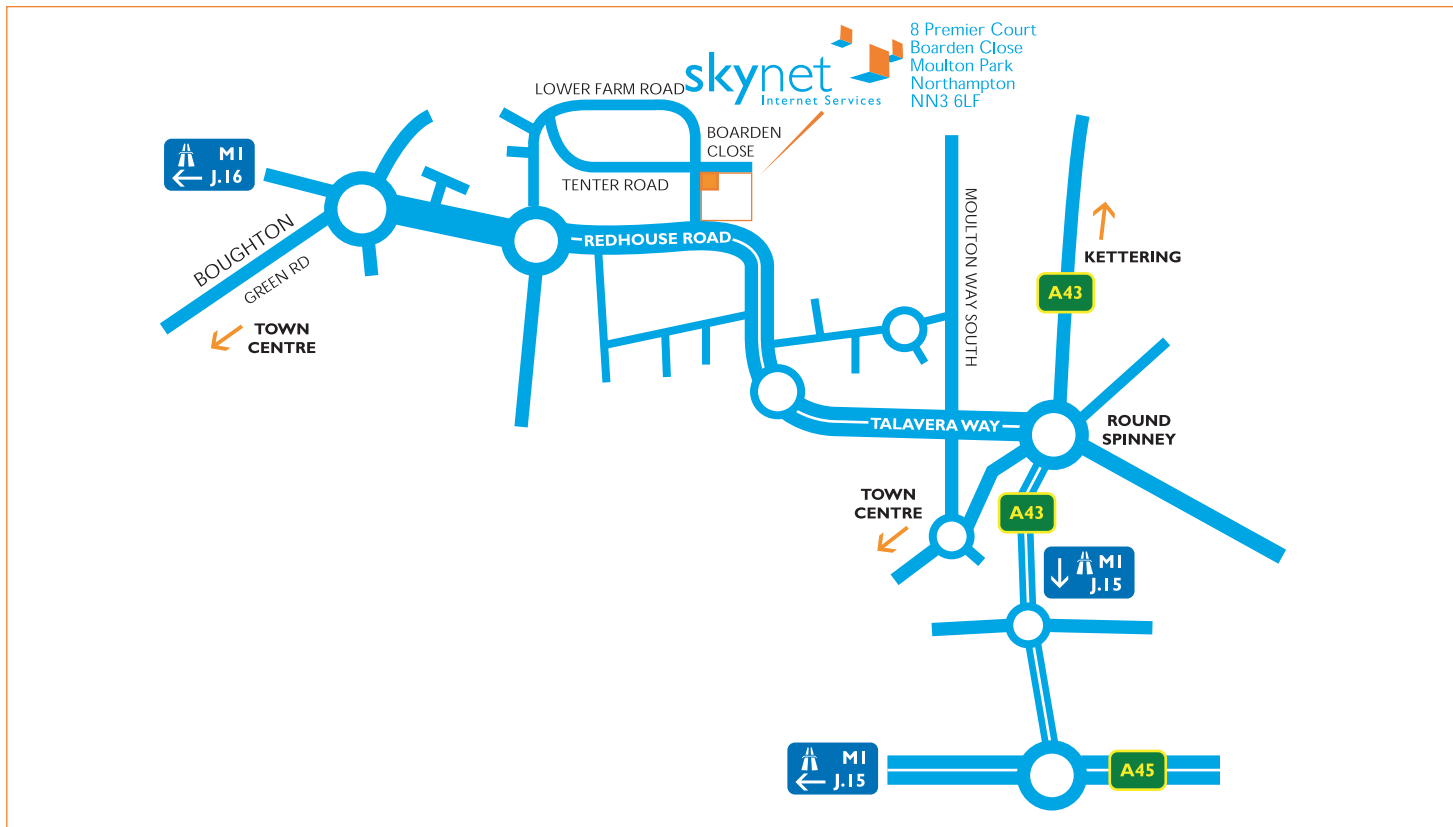 skynet
Internet Services
8 Premier Court
Boarden Close
Moulton Park
Northampton
NN3 6LF
LOWER FARM ROAD
BOARDEN
CLOSE
TENTER ROAD
M1
J.16
BOUGHTON
GREEN RD
TOWN
CENTRE
REDHOUSE ROAD
MOULTON WAY SOUTH
KETTERING
A43
TALAVERA WAY
ROUND
SPINNEY
TOWN
CENTRE
A43
M1
J.15
M1
J.15
A45